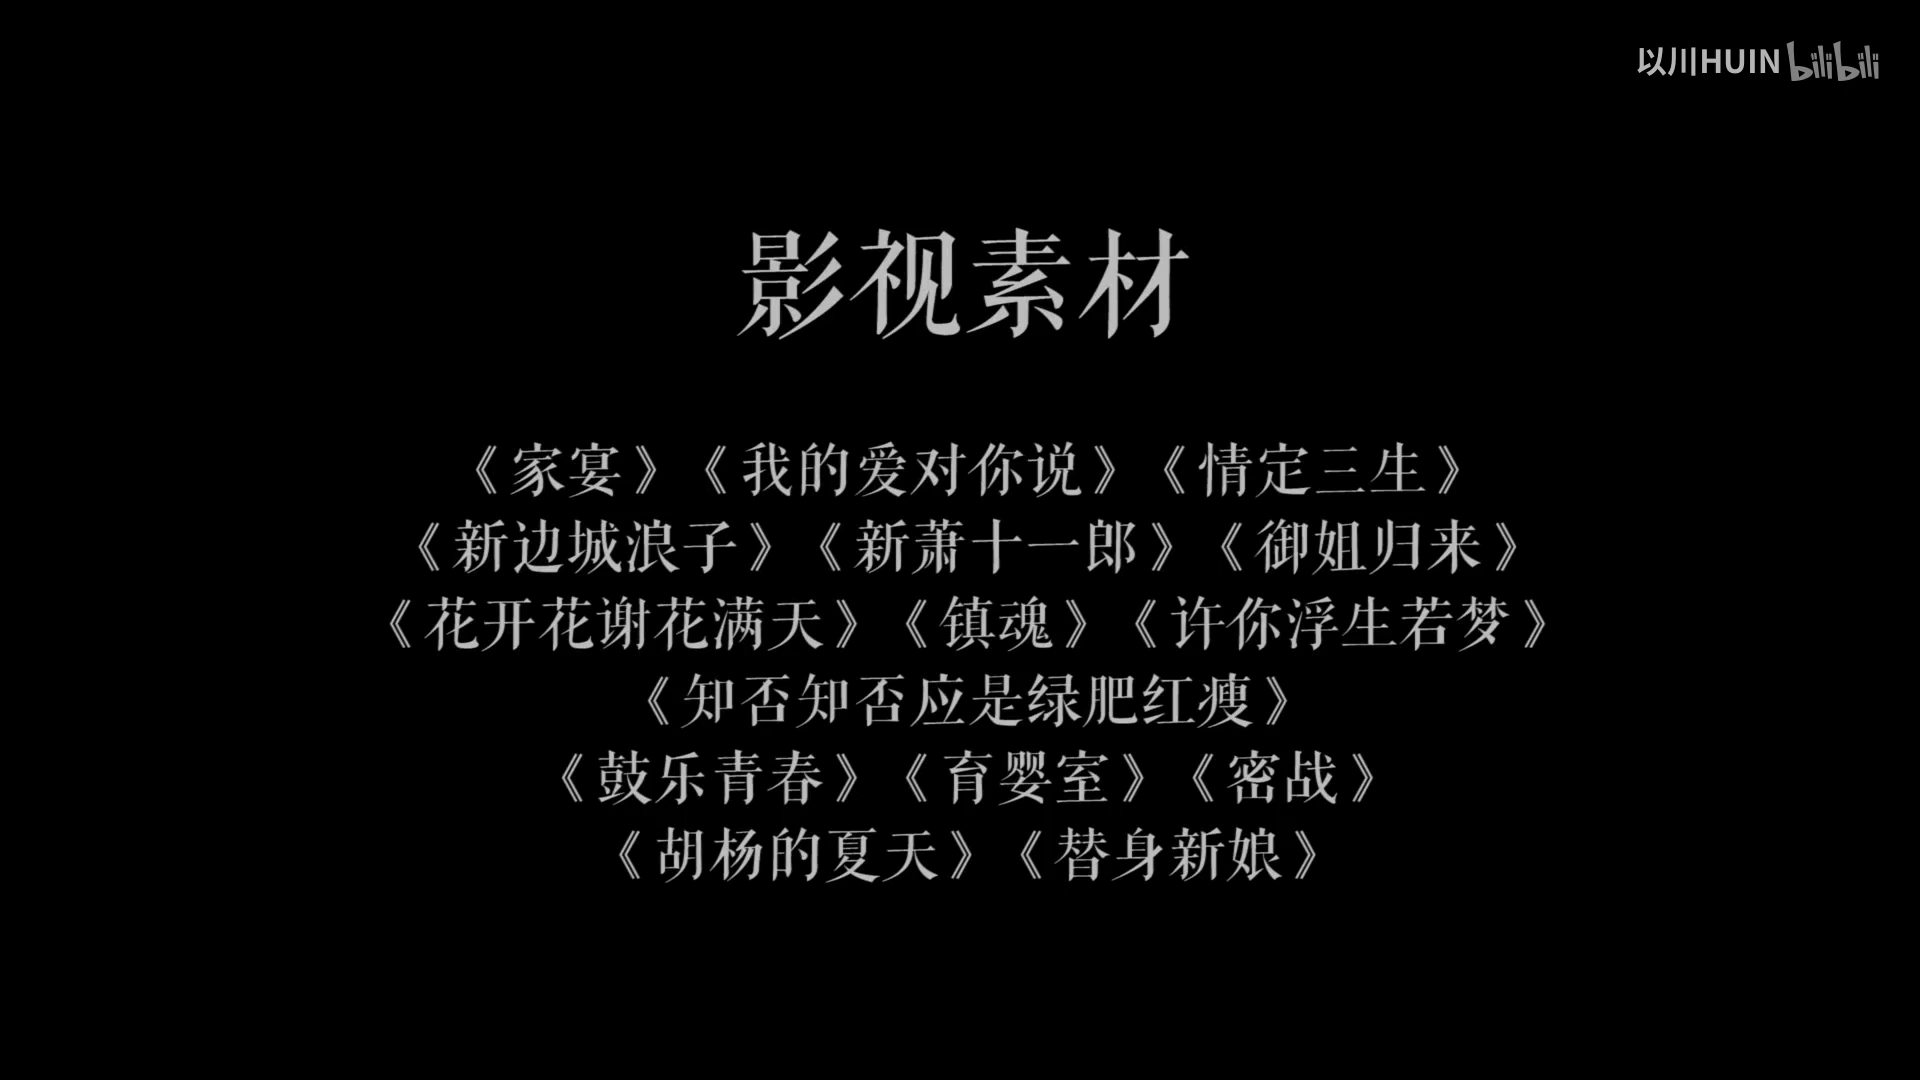 以川HUIN bilibili
影视素材
《家宴》《我的爱对你说》《情定三生》
《新边城浪子》《新萧十一郎》《御姐归来》
《花开花谢花满天》《镇魂》《许你浮生若梦》
《知否知否应是绿肥红瘦》
《鼓乐青春》《育婴室》《密战》
《胡杨的夏天》《替身新娘》